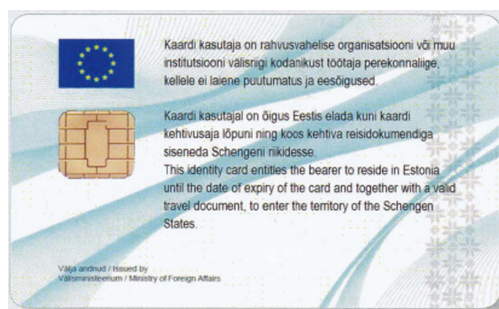 Kaardi kasutaja on rahvusvahelise organisatsiooni või muu
institutsiooni välisriigi kodanikust töötaja perekonnaliige,
kellele ei laiene puutumatus ja eesõigused.
Kaardi kasutajal on õigus Eestis elada kuni kaardi
kehtivusaja lõpuni ning koos kehtiva reisidokumendiga
siseneda Schengeni riikidesse.
This identity card entitles the bearer to reside in Estonia
until the date of expiry of the card and together with a valid
travel document, to enter the territory of the Schengen
States.
Välja andnud / Issued by
Välisministeerium / Ministry of Foreign Affairs